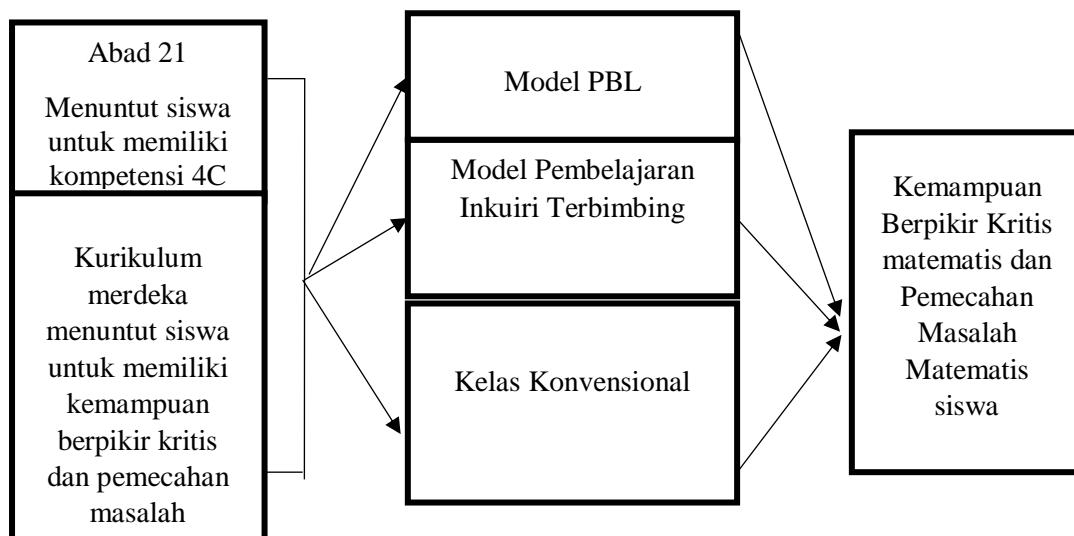 Abad 21
Menuntut siswa
untuk memiliki
kompetensi 4C
Kurikulum
merdeka
menuntut siswa
untuk memiliki
kemampuan
berpikir kritis
dan pemecahan
masalah
Model PBL
Model Pembelajaran
Inkuiri Terbimbing
Kelas Konvensional
Kemampuan
Berpikir Kritis
matematis dan
Pemecahan
Masalah
Matematis
siswa